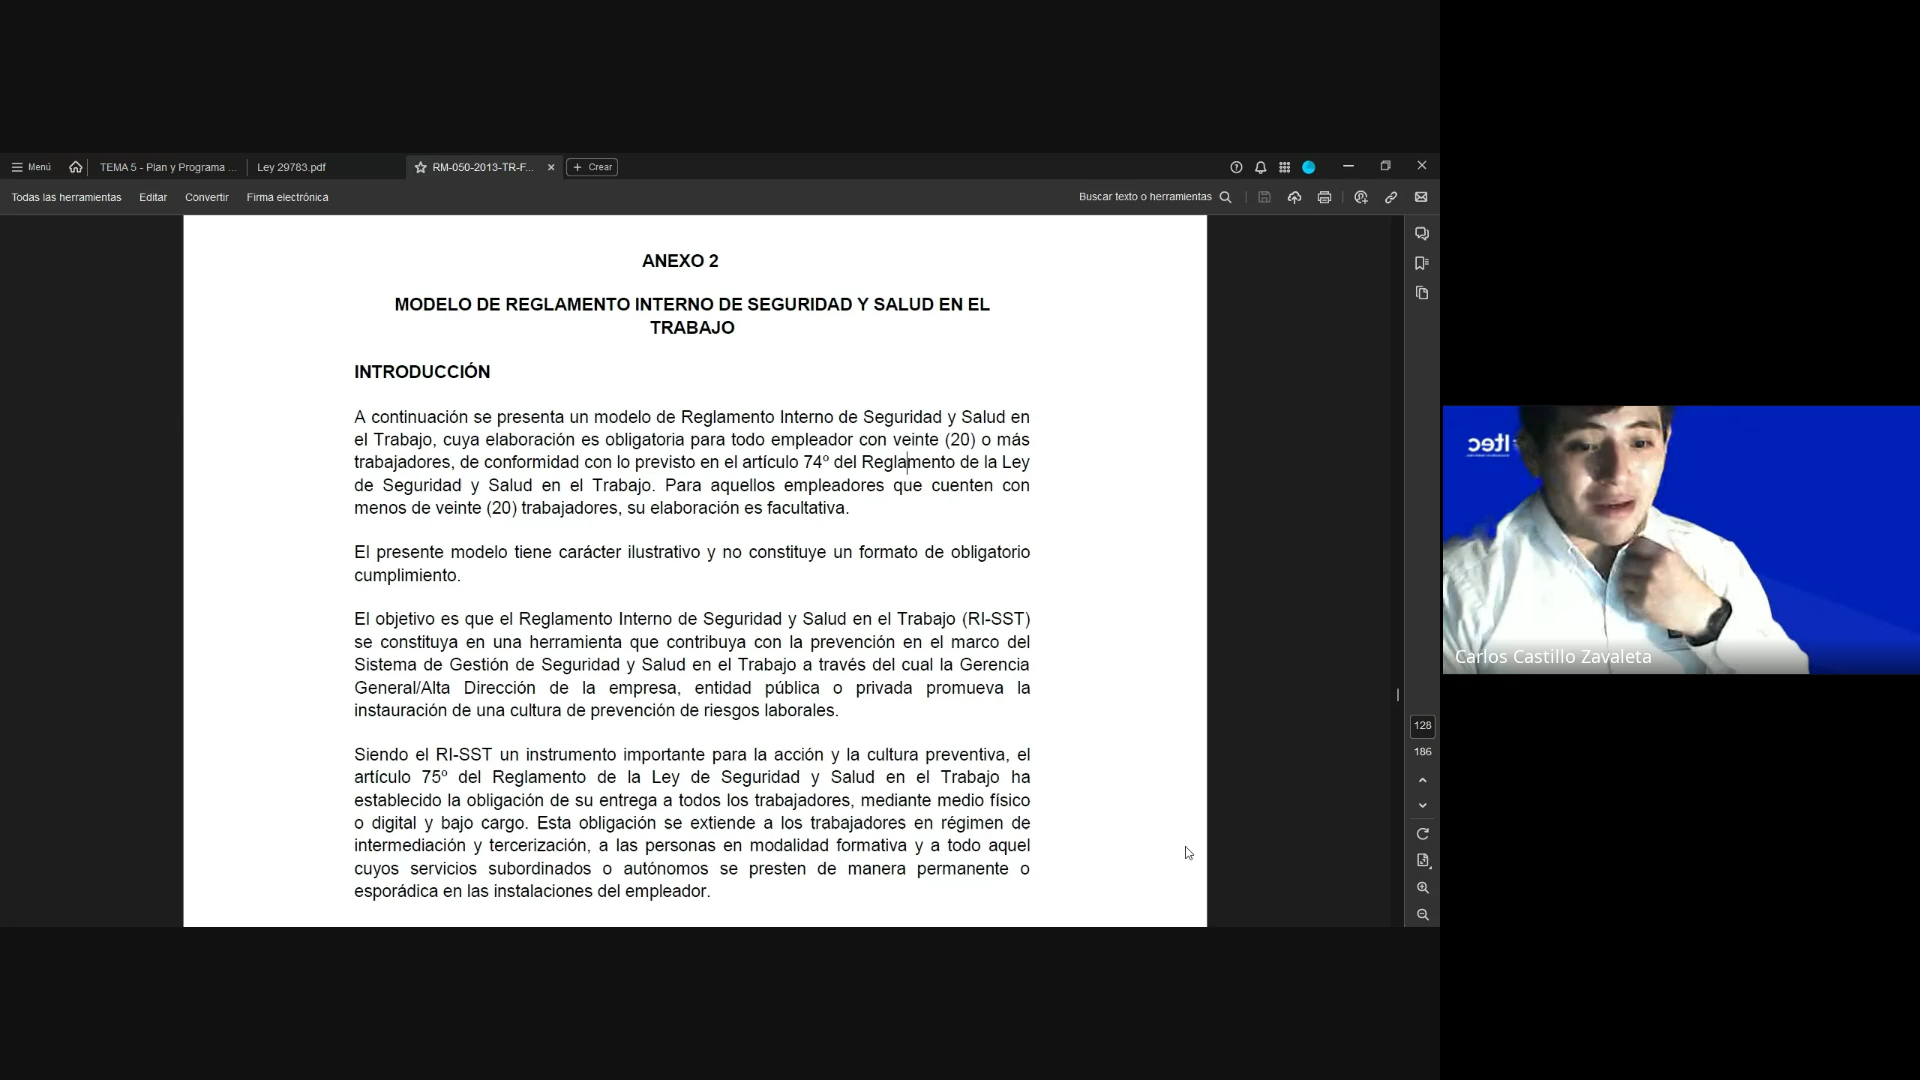 Menú
TEMA 5 - Plan y Programa ...
Ley 29783.pdf
RM-050-2013-TR-F...
Crear
Todas las herramientas
Editar
Convertir
Firma electrónica
Buscar texto o herramientas
ANEXO 2
MODELO DE REGLAMENTO INTERNO DE SEGURIDAD Y SALUD EN EL
TRABAJO
INTRODUCCIÓN
A continuación se presenta un modelo de Reglamento Interno de Seguridad y Salud en
el Trabajo, cuya elaboración es obligatoria para todo empleador con veinte (20) o más
trabajadores, de conformidad con lo previsto en el artículo 74º del Reglamento de la Ley
de Seguridad y Salud en el Trabajo. Para aquellos empleadores que cuenten con
menos de veinte (20) trabajadores, su elaboración es facultativa.
El presente modelo tiene carácter ilustrativo y no constituye un formato de obligatorio
cumplimiento.
El objetivo es que el Reglamento Interno de Seguridad y Salud en el Trabajo (RI-SST)
se constituya en una herramienta que contribuya con la prevención en el marco del
Sistema de Gestión de Seguridad y Salud en el Trabajo a través del cual la Gerencia
General/Alta Dirección de la empresa, entidad pública o privada promueva la
instauración de una cultura de prevención de riesgos laborales.
Siendo el RI-SST un instrumento importante para la acción y la cultura preventiva, el
artículo 75º del Reglamento de la Ley de Seguridad y Salud en el Trabajo ha
establecido la obligación de su entrega a todos los trabajadores, mediante medio físico
o digital y bajo cargo. Esta obligación se extiende a los trabajadores en régimen de
intermediación y tercerización, a las personas en modalidad formativa y a todo aquel
cuyos servicios subordinados o autónomos se presten de manera permanente o
esporádica en las instalaciones del empleador.
128
186
Carlos Castillo Zavaleta